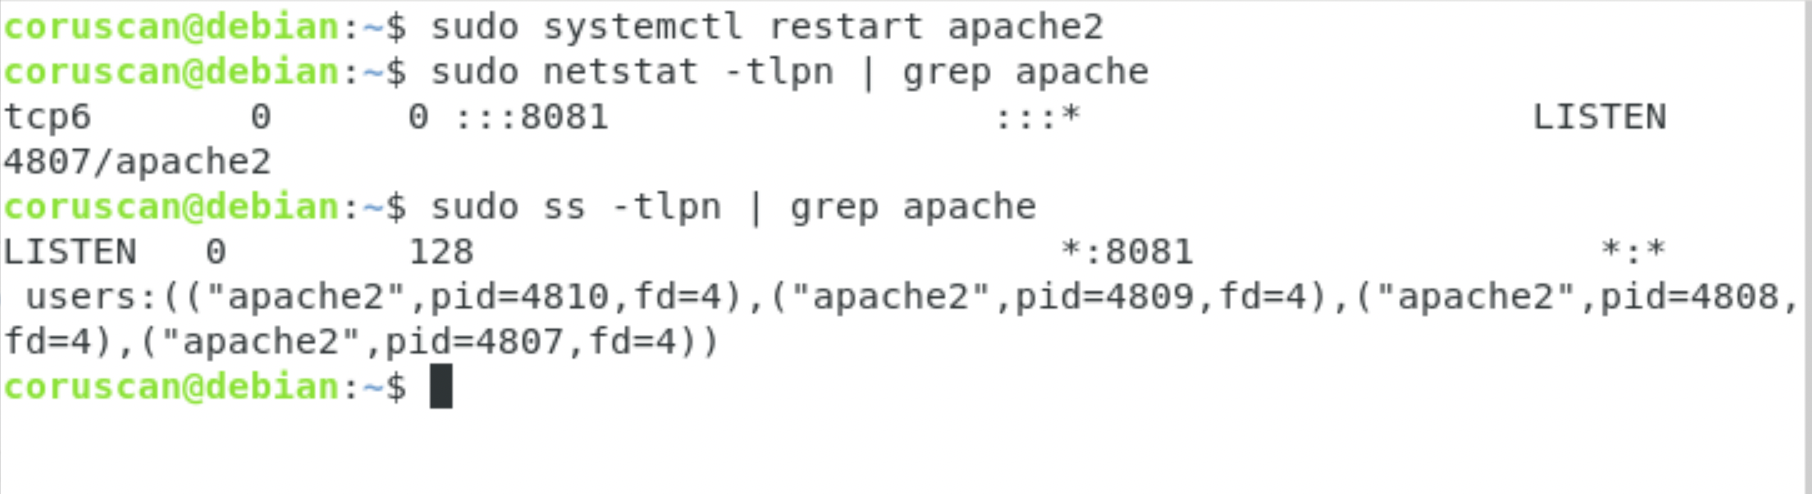 coruscan@debian:~$ sudo systemctl restart apache2
coruscan@debian:~$ sudo netstat -tlpn | grep apache
tcp6       0      0 :::8081                 :::*                    LISTEN
4807/apache2
coruscan@debian:~$ sudo ss -tlpn | grep apache
LISTEN   0        128                          *:8081                  *:*
 users:(("apache2",pid=4810,fd=4),("apache2",pid=4809,fd=4),("apache2",pid=4808,
fd=4),("apache2",pid=4807,fd=4))
coruscan@debian:~$